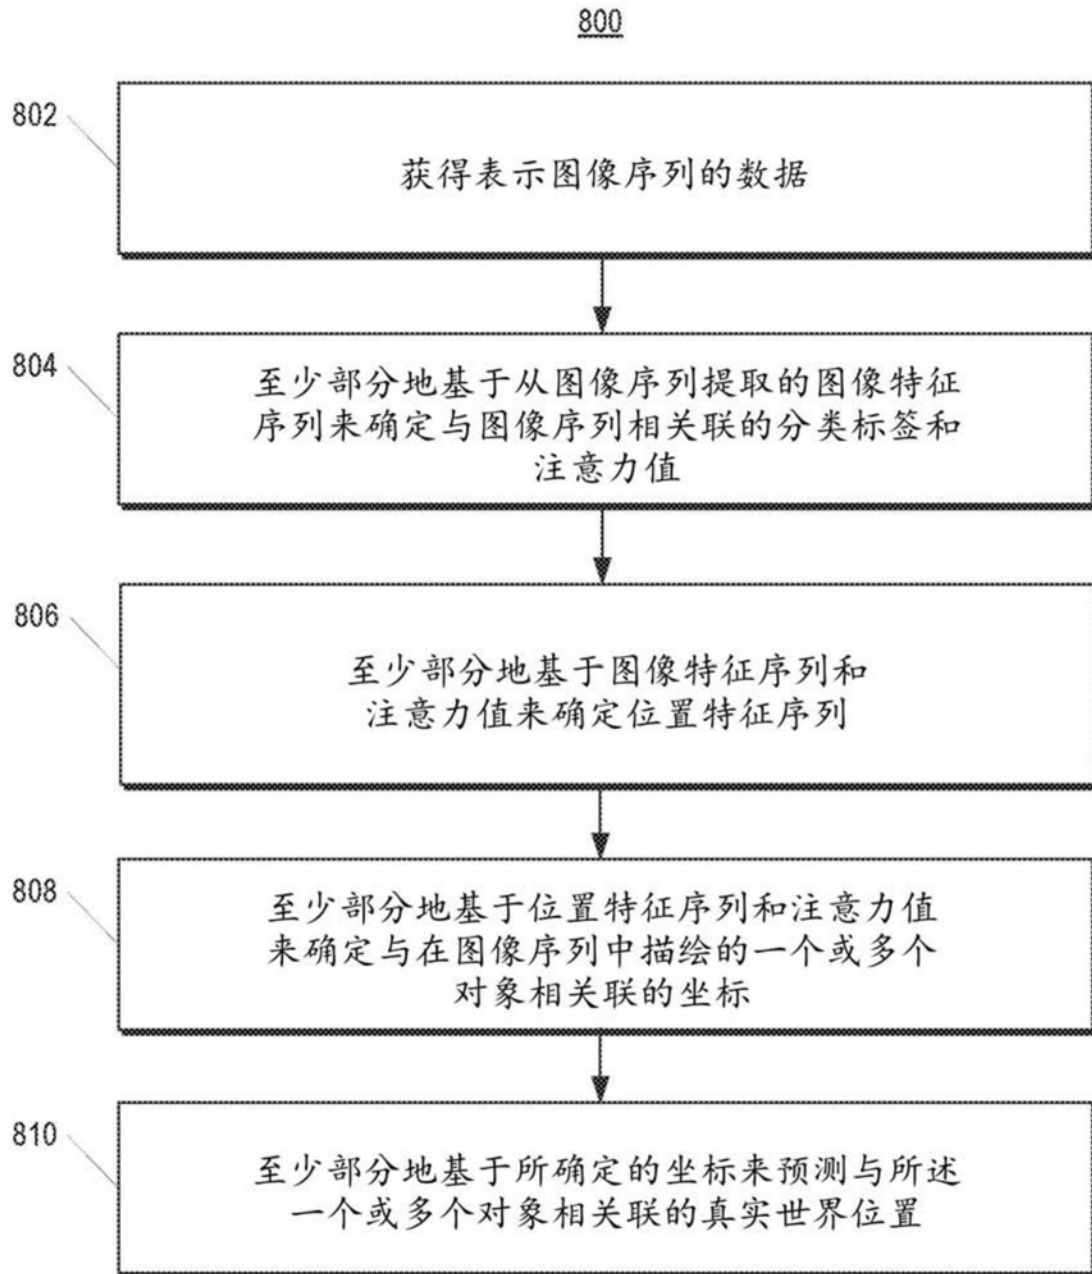 800
802
获得表示图像序列的数据
804
至少部分地基于从图像序列提取的图像特征
序列来确定与图像序列相关联的分类标签和
注意力值
806
至少部分地基于图像特征序列和
注意力值来确定位置特征序列
808
至少部分地基于位置特征序列和注意力值
来确定与在图像序列中描绘的一个或多个
对象相关联的坐标
810
至少部分地基于所确定的坐标来预测与所述
一个或多个对象相关联的真实世界位置